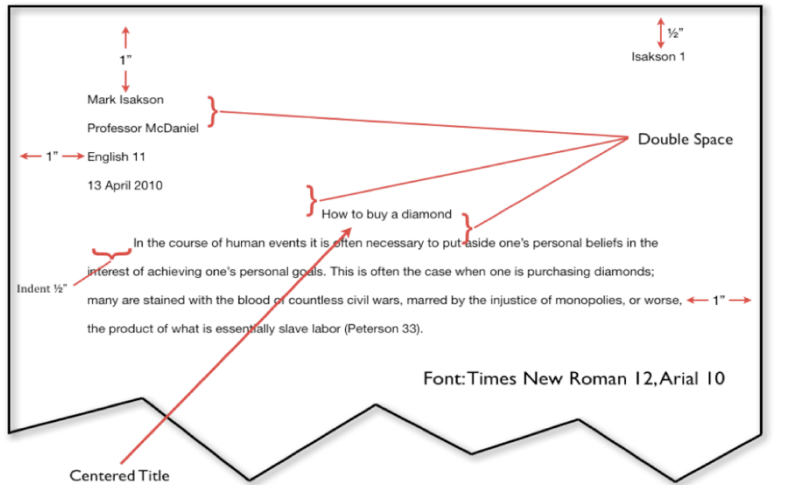 ½"
1"
Isakson 1
Mark Isakson
Professor McDaniel
Double Space
1"
English 11
13 April 2010
How to buy a diamond
In the course of human events it is often necessary to put aside one's personal beliefs in the
interest of achieving one's personal goals. This is often the case when one is purchasing diamonds;
Indent ½"
many are stained with the blood of countless civil wars, marred by the injustice of monopolies, or worse,
1"
the product of what is essentially slave labor (Peterson 33).
Font: Times New Roman 12, Arial 10
Centered Title